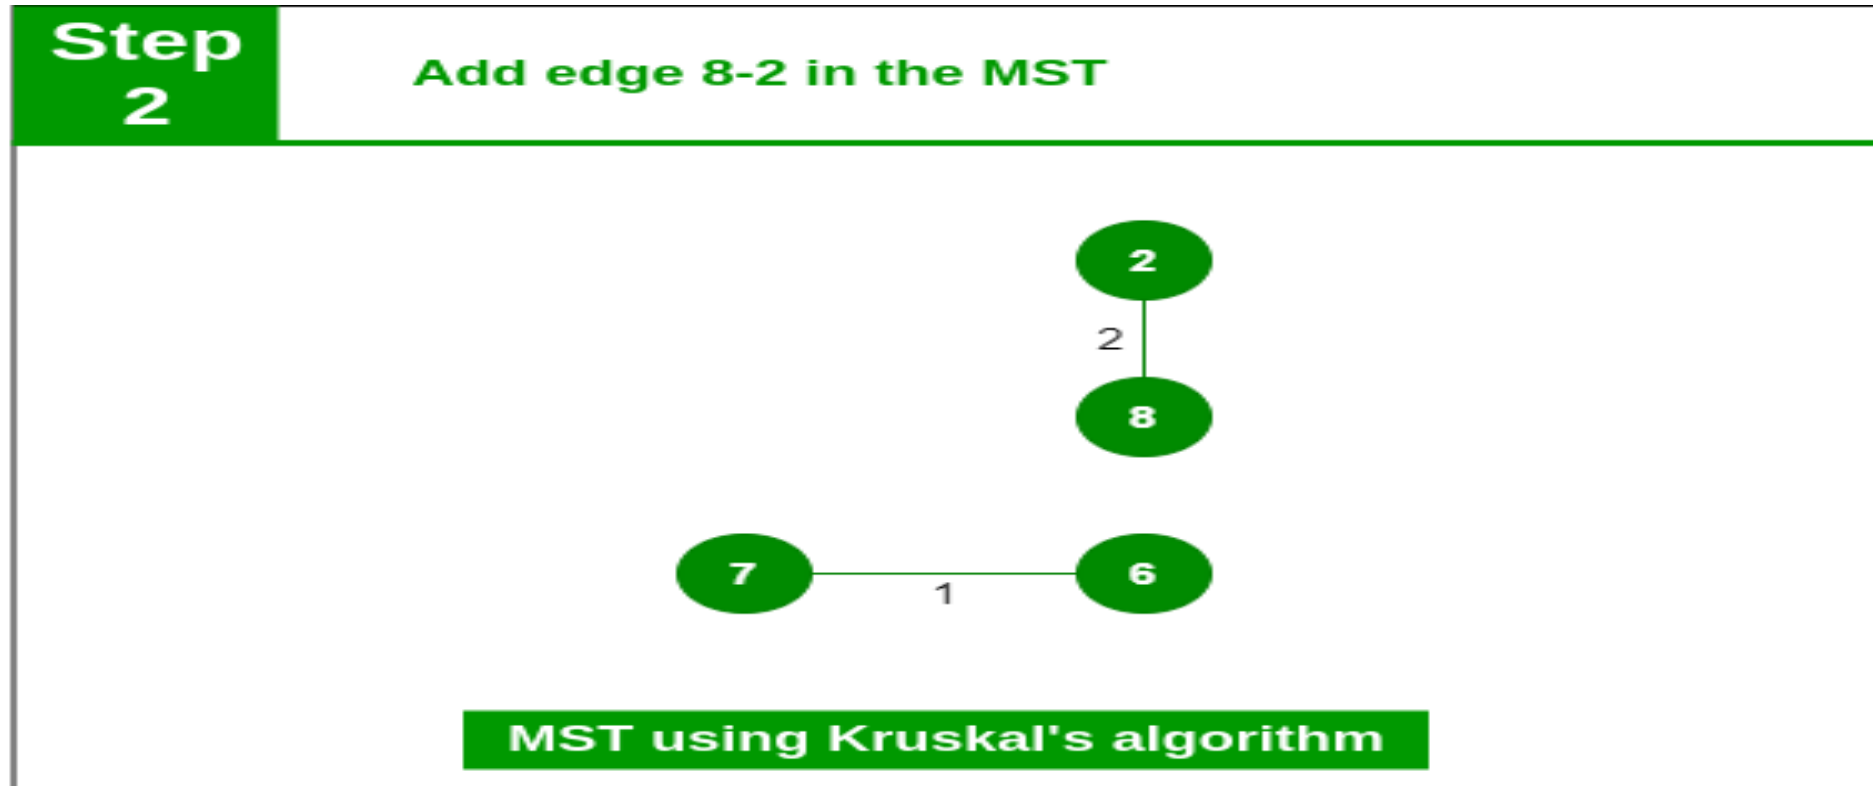 Step
2
Add edge 8-2 in the MST
2
2
8
7
6
1
MST using Kruskal's algorithm